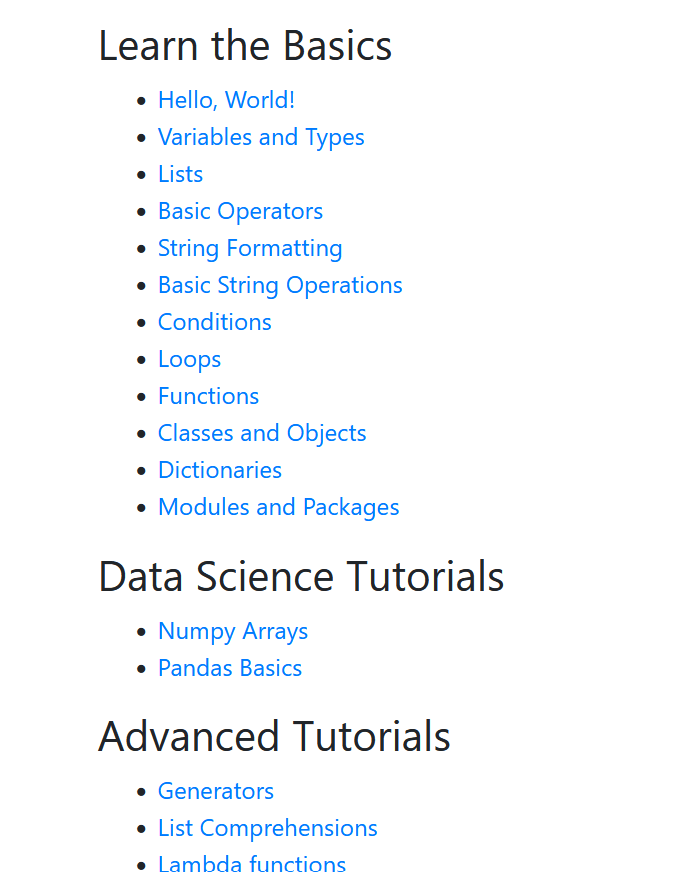 Learn the Basics
Hello, World!
Variables and Types
Lists
Basic Operators
String Formatting
Basic String Operations
Conditions
Loops
Functions
Classes and Objects
Dictionaries
Modules and Packages
Data Science Tutorials
Numpy Arrays
Pandas Basics
Advanced Tutorials
Generators
List Comprehensions
Lambda functions